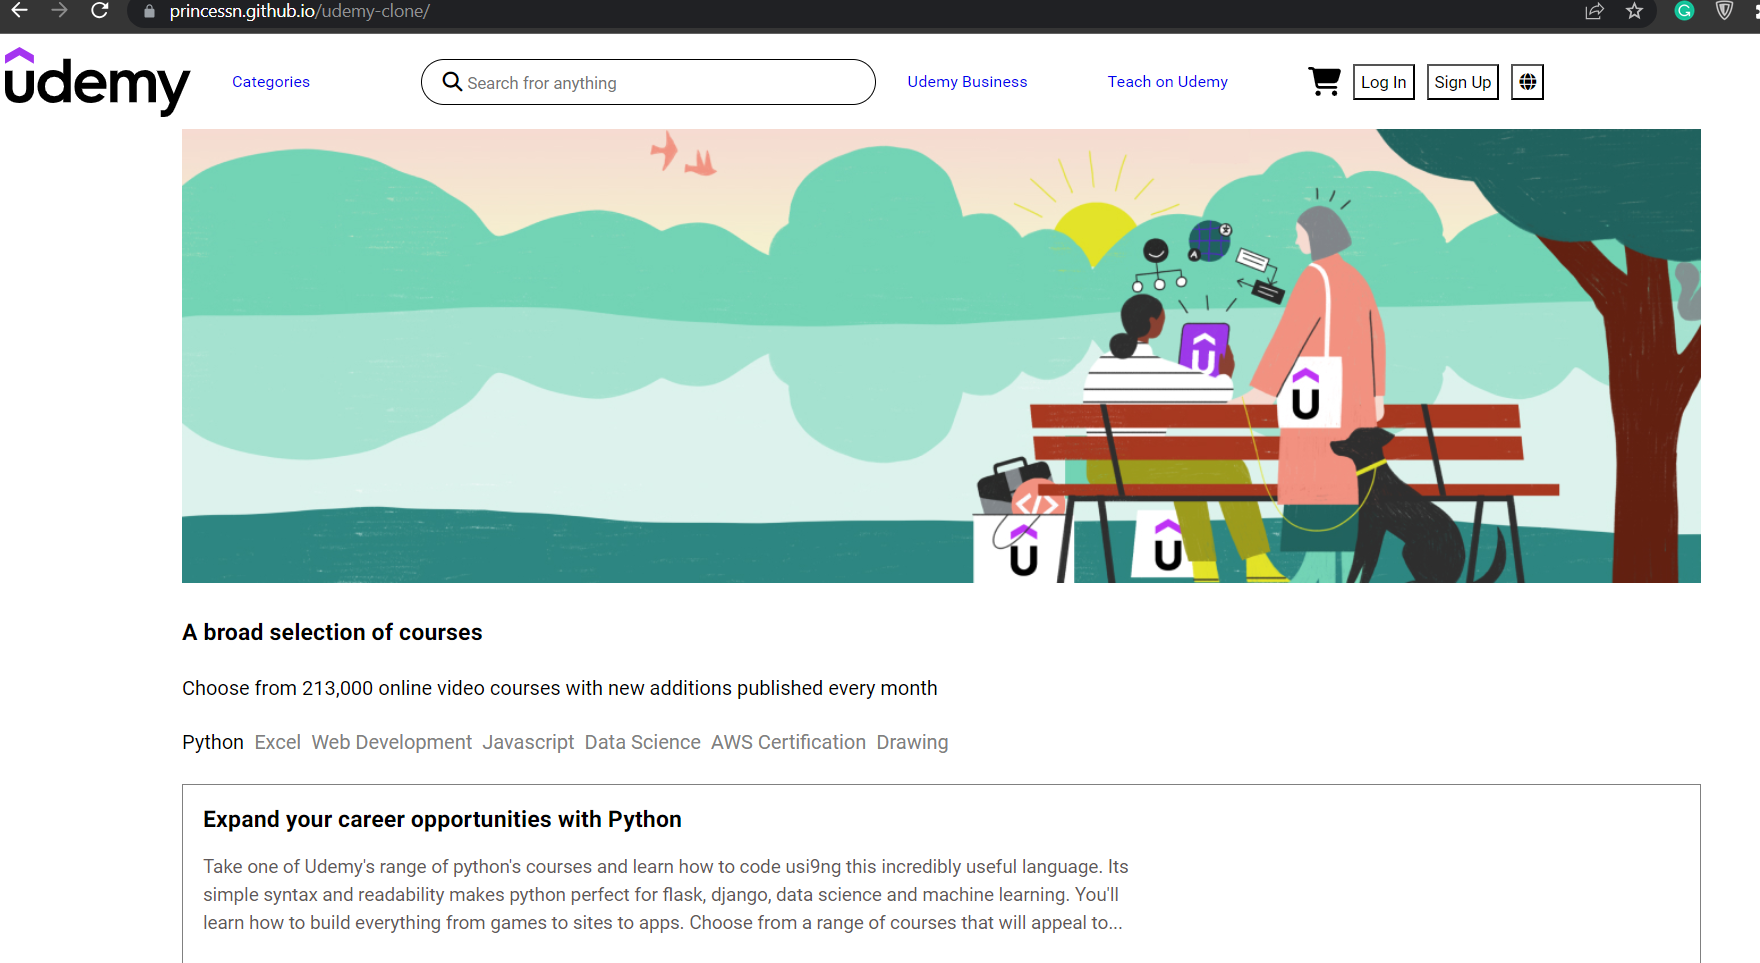 princessn.github.io/udemy-clone/
udemy
Categories
Search fror anything
Udemy Business
Teach on Udemy
Log In
Sign Up
A broad selection of courses
Choose from 213,000 online video courses with new additions published every month
Python Excel Web Development Javascript Data Science AWS Certification Drawing
Expand your career opportunities with Python
Take one of Udemy's range of python's courses and learn how to code usi9ng this incredibly useful language. Its
simple syntax and readability makes python perfect for flask, django, data science and machine learning. You'll
learn how to build everything from games to sites to apps. Choose from a range of courses that will appeal to...